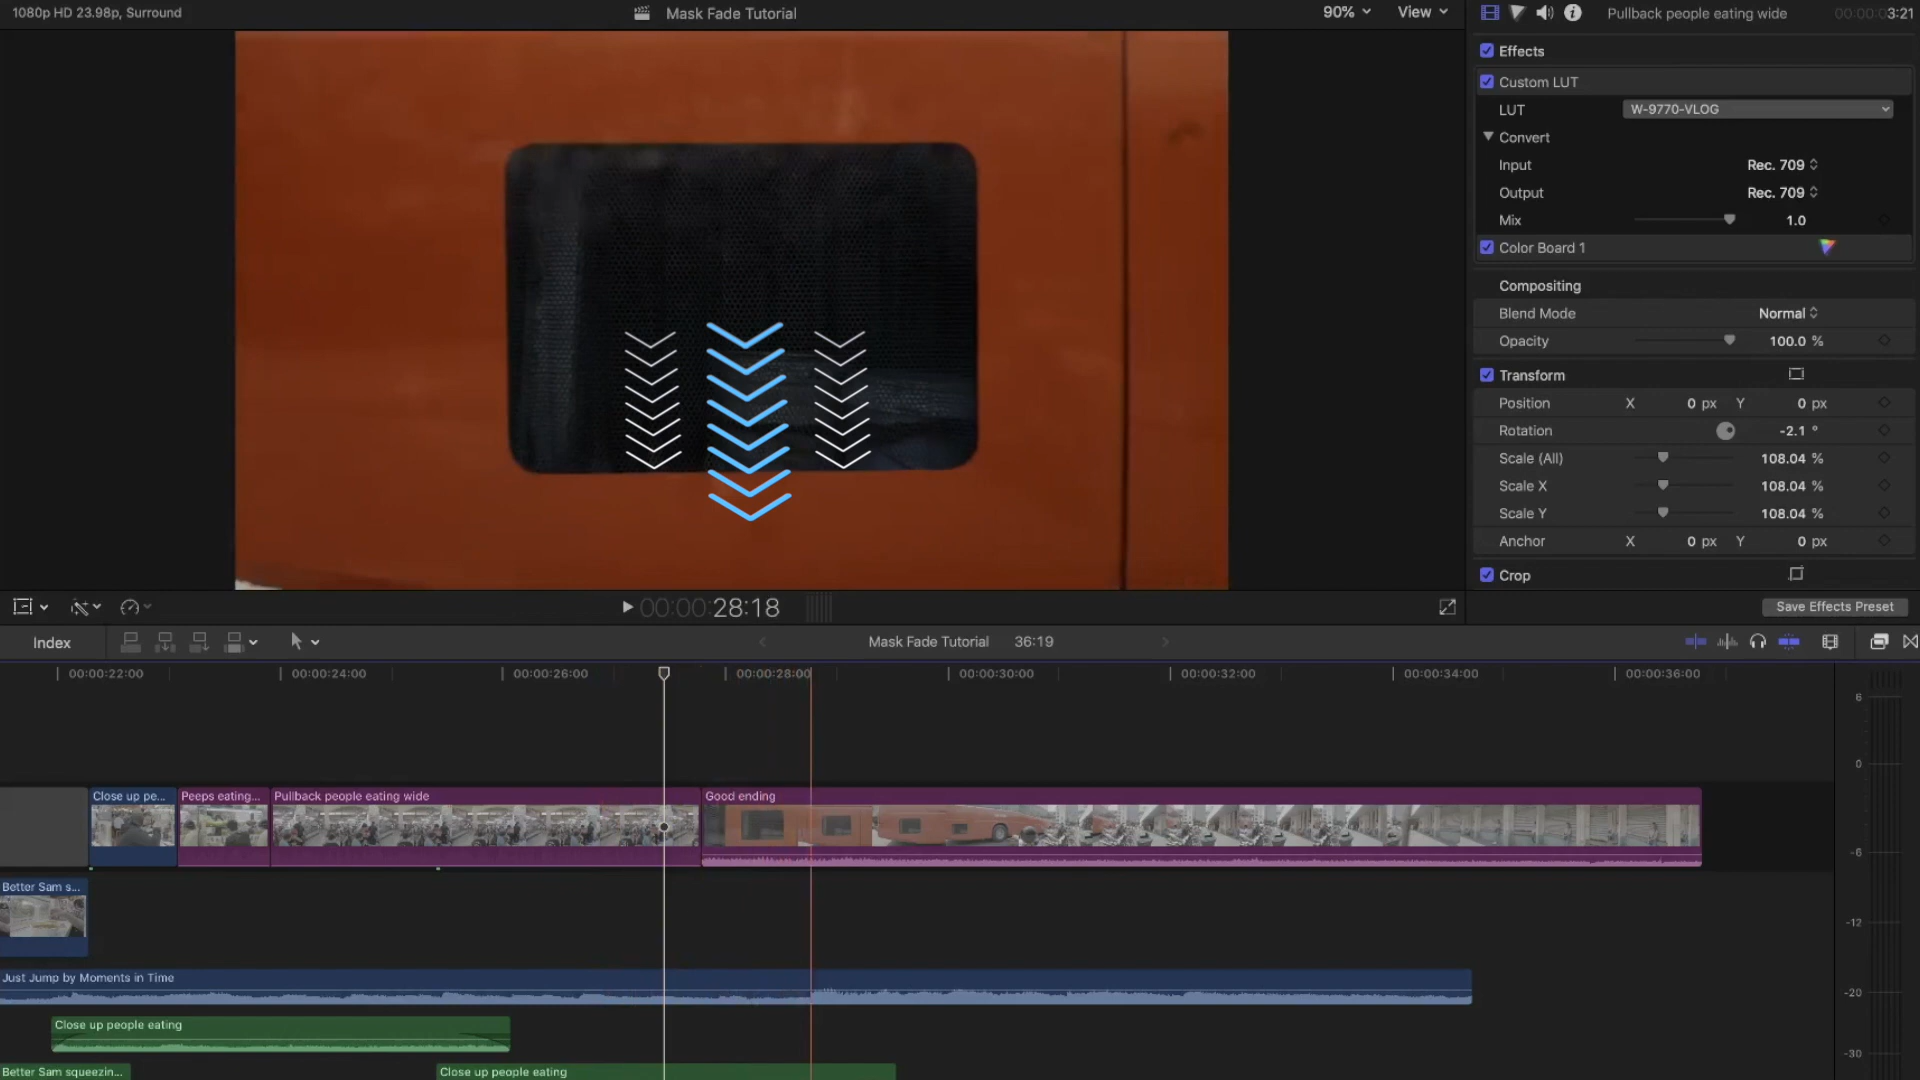 1080p HD 23.98p, Surround
Mask Fade Tutorial
90%
View
Pullback people eating wide
00:00:03:21
Effects
Custom LUT
LUT
W-9770-VLOG
Convert
Input
Rec. 709
Output
Rec. 709
Mix
1.0
Color Board 1
Compositing
Blend Mode
Normal
Opacity
100.0 %
Transform
Position
X 0 px Y 0 px
Rotation
-2.1 °
Scale (All)
108.04 %
Scale X
108.04 %
Scale Y
108.04 %
Anchor
X 0 px Y 0 px
Crop
00:00:28:18
Save Effects Preset
Index
Mask Fade Tutorial
36:19
00:00:22:00
00:00:24:00
00:00:26:00
00:00:28:00
00:00:30:00
00:00:32:00
00:00:34:00
00:00:36:00
6
0
-6
-12
-20
-30
Close up pe...
Peeps eating...
Pullback people eating wide
Good ending
Better Sam s...
Just Jump by Moments in Time
Close up people eating
Better Sam squeezin...
Close up people eating